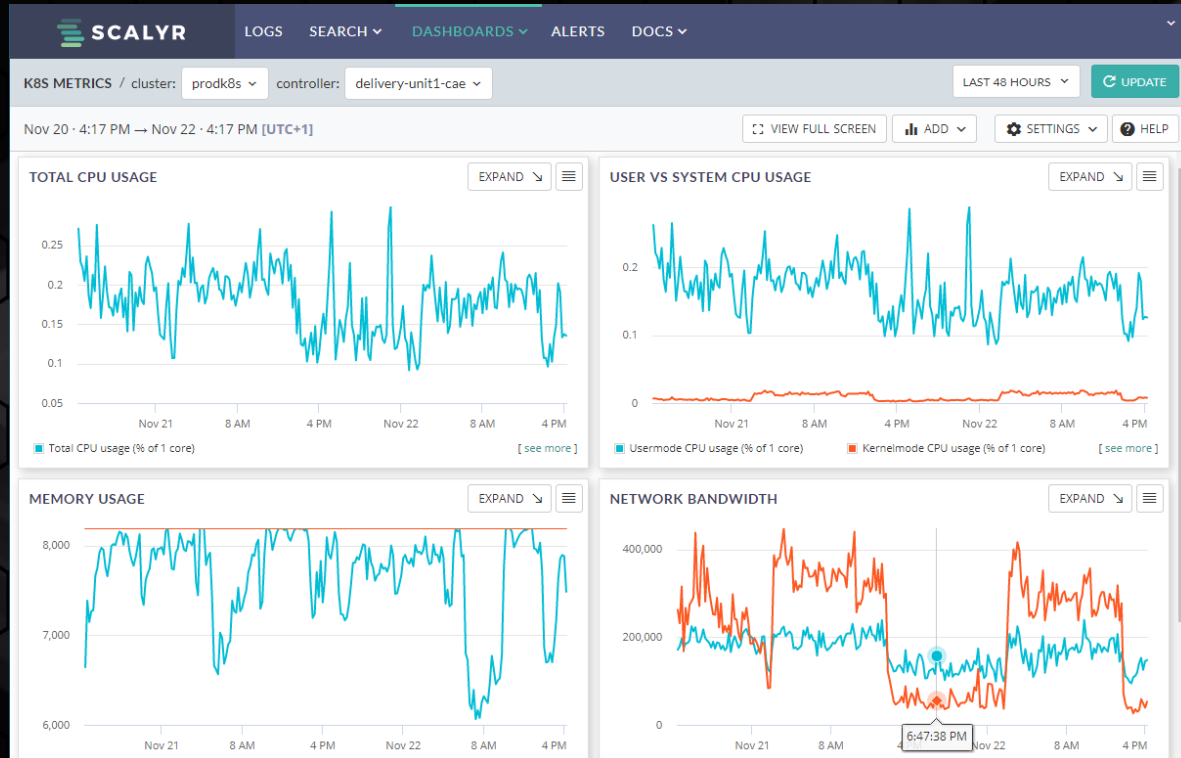 SCALYR LOGS SEARCH DASHBOARDS ALERTS DOCS
K8S METRICS / cluster: prodk8s controller: delivery-unit1-cae LAST 48 HOURS UPDATE
Nov 20 · 4:17 PM → Nov 22 · 4:17 PM [UTC+1] VIEW FULL SCREEN ADD SETTINGS HELP
TOTAL CPU USAGE EXPAND
0.25
0.2
0.15
0.1
0.05
Nov 21 8 AM 4 PM Nov 22 8 AM 4 PM
Total CPU usage (% of 1 core) [ see more ]
USER VS SYSTEM CPU USAGE EXPAND
0.2
0.1
0
Nov 21 8 AM 4 PM Nov 22 8 AM 4 PM
Usermode CPU usage (% of 1 core) Kernelmode CPU usage (% of 1 core) [ see more ]
MEMORY USAGE EXPAND
8,000
7,000
6,000
Nov 21 8 AM 4 PM Nov 22 8 AM 4 PM
NETWORK BANDWIDTH EXPAND
400,000
200,000
0
6:47:38 PM
Nov 21 8 AM Nov 22 8 AM 4 PM